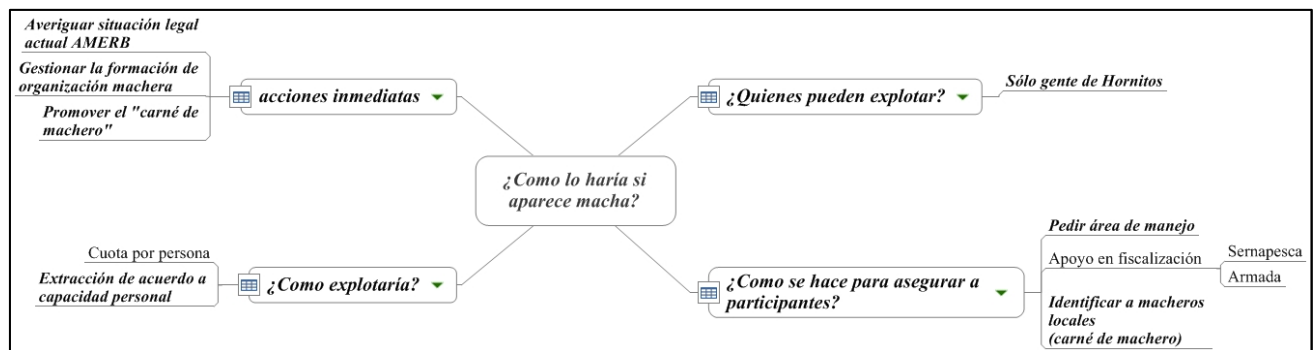 Averiguar situación legal
actual AMERB
Gestionar la formación de
organización machera
Promover el "carné de
machero"
acciones inmediatas
¿Quienes pueden explotar?
Sólo gente de Hornitos
¿Como lo haría si
aparece macha?
Cuota por persona
Extracción de acuerdo a
capacidad personal
¿Como explotaría?
¿Como se hace para asegurar a
participantes?
Pedir área de manejo
Apoyo en fiscalización
Sernapesca
Armada
Identificar a macheros
locales
(carné de machero)